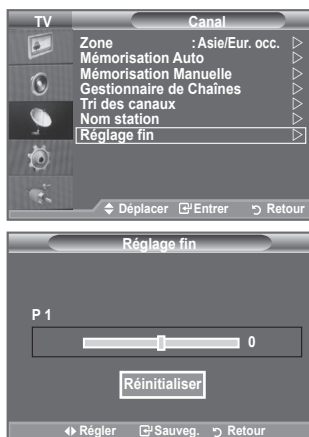 TV Canal
Zone : Asie/Eur. occ.
Mémorisation Auto
Mémorisation Manuelle
Gestionnaire de Chaînes
Tri des canaux
Nom station
Réglage fin
Déplacer Entrer Retour
Réglage fin
P 1
0
Réinitialiser
Régler Sauveg. Retour